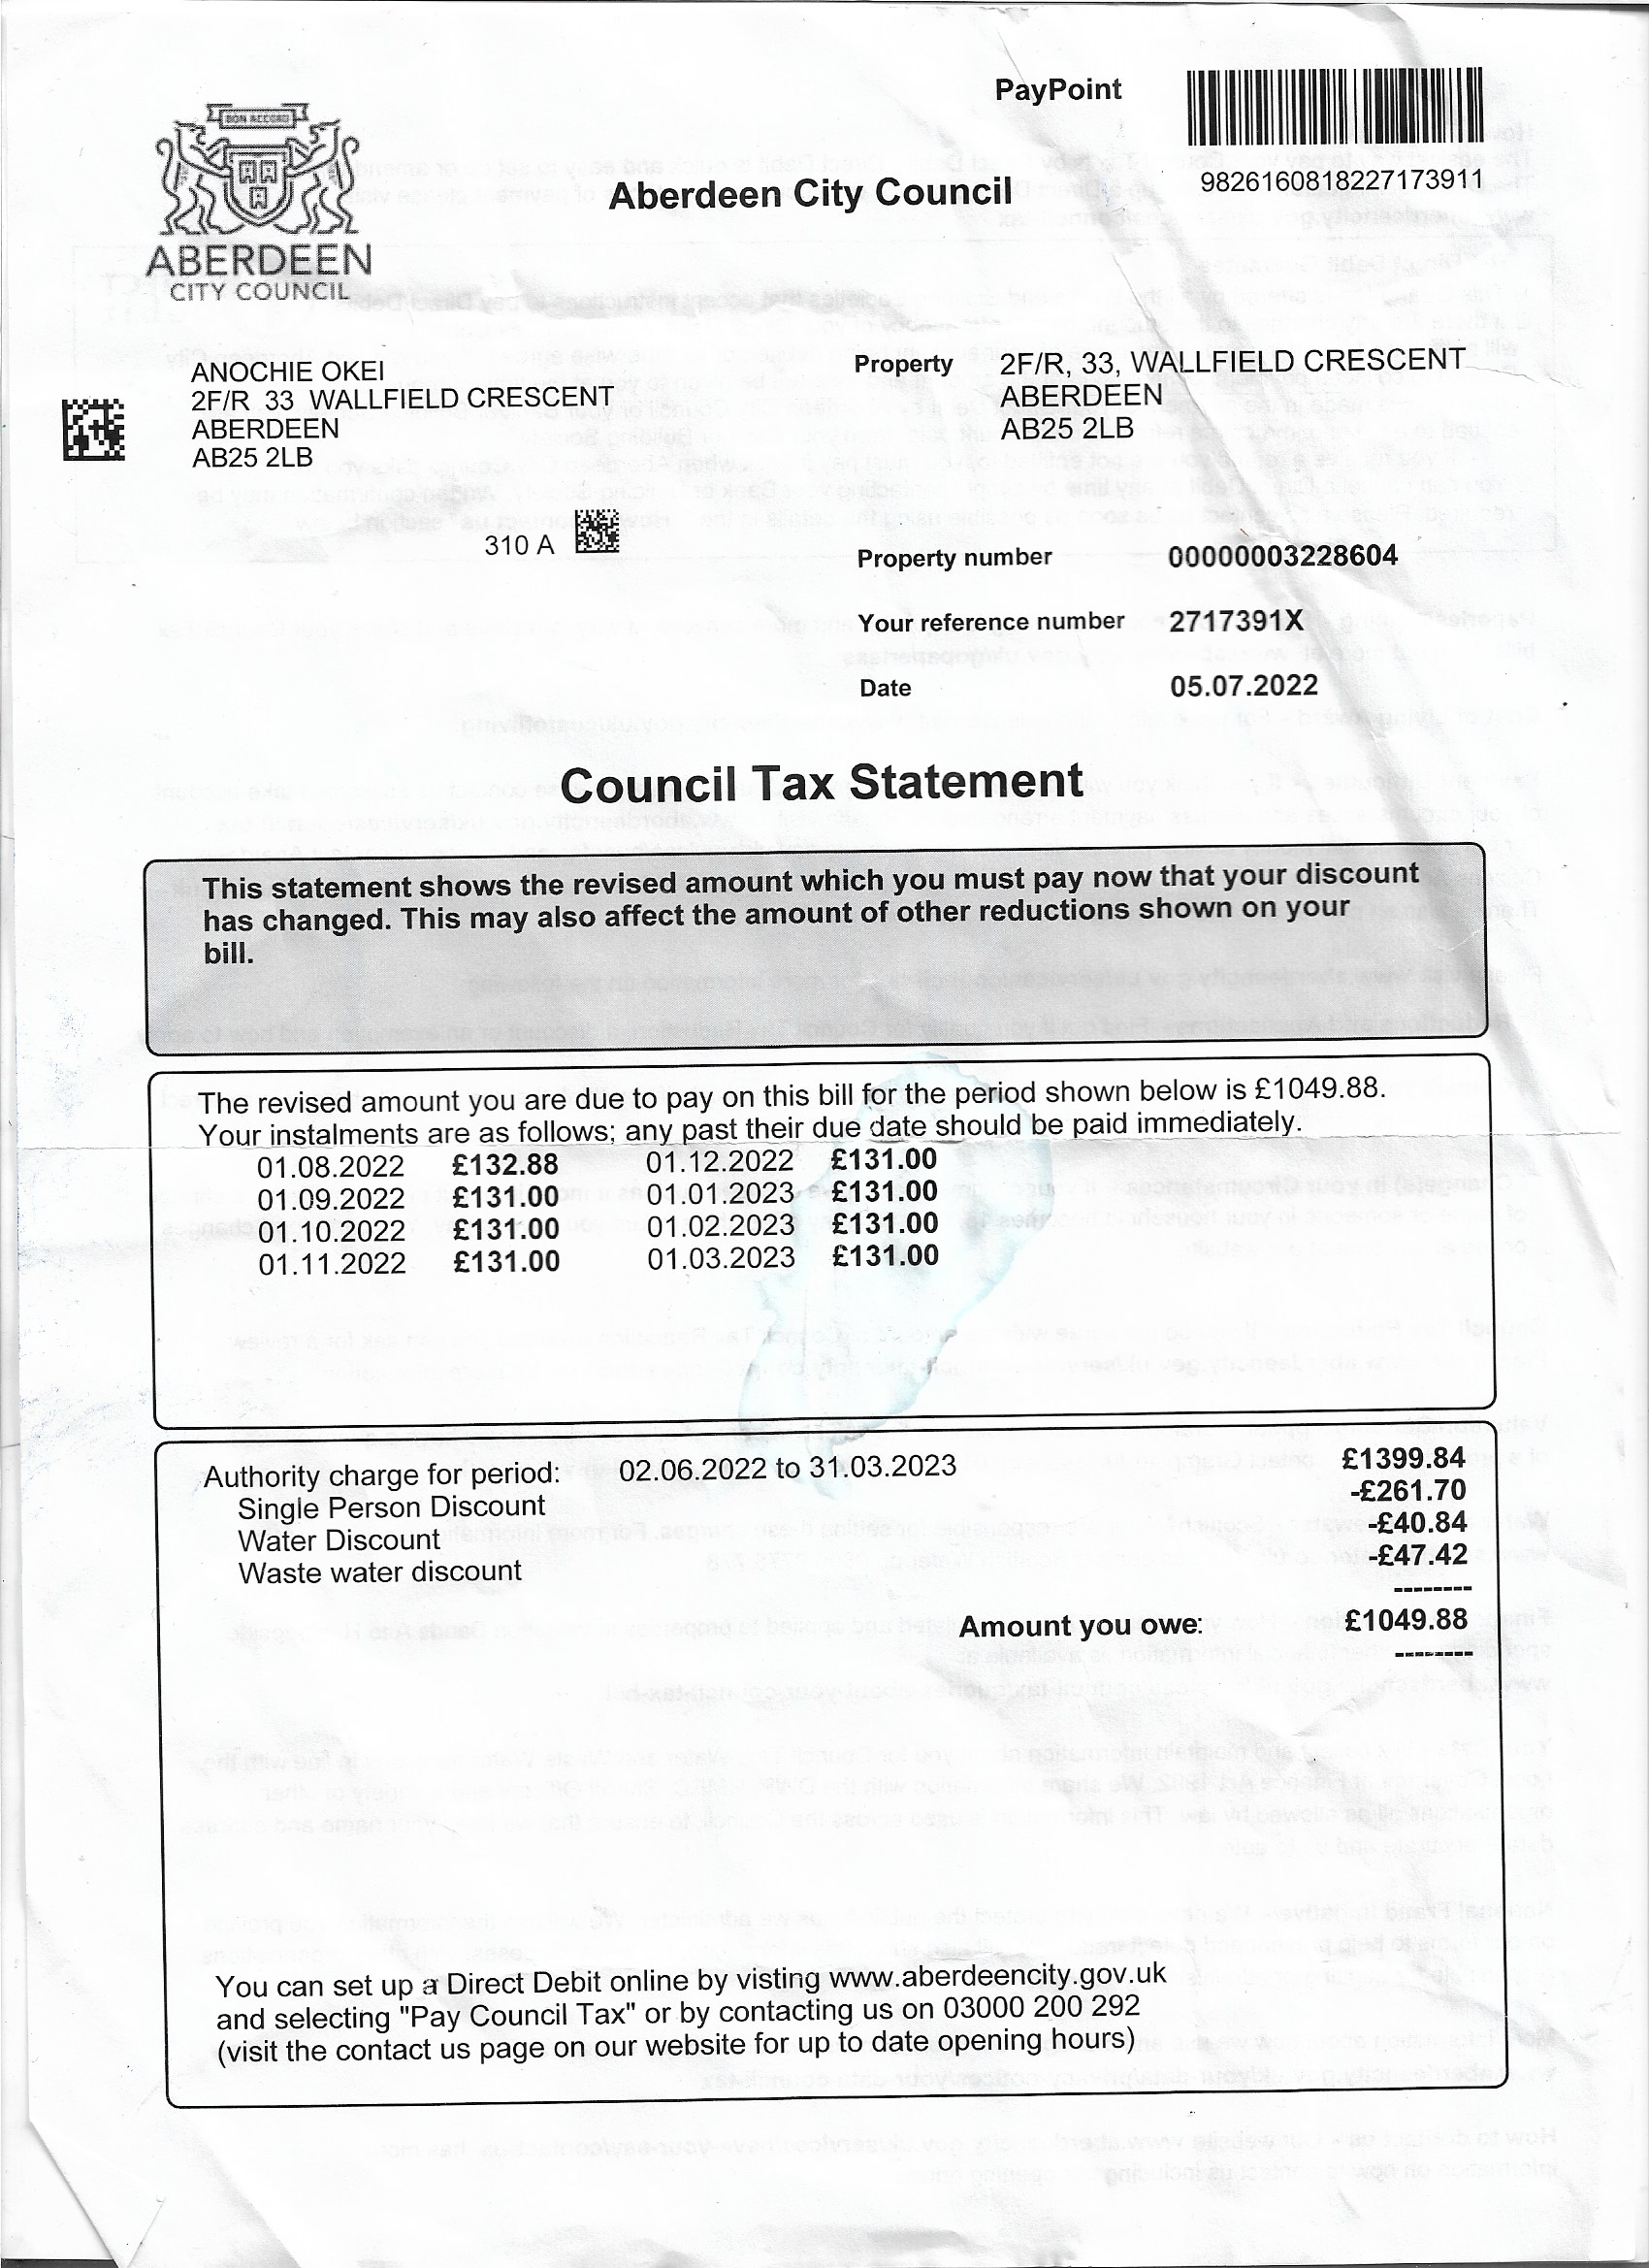 PayPoint
9826160818227173911
BON ACCORD
ABERDEEN
CITY COUNCIL
Aberdeen City Council
ANOCHIE OKEI
2F/R 33 WALLFIELD CRESCENT
ABERDEEN
AB25 2LB
310 A
Property 2F/R, 33, WALLFIELD CRESCENT
ABERDEEN
AB25 2LB
Property number 00000003228604
Your reference number 2717391X
Date 05.07.2022
Council Tax Statement
This statement shows the revised amount which you must pay now that your discount
has changed. This may also affect the amount of other reductions shown on your
bill.
The revised amount you are due to pay on this bill for the period shown below is £1049.88.
Your instalments are as follows; any past their due date should be paid immediately.
01.08.2022 £132.88 01.12.2022 £131.00
01.09.2022 £131.00 01.01.2023 £131.00
01.10.2022 £131.00 01.02.2023 £131.00
01.11.2022 £131.00 01.03.2023 £131.00
Authority charge for period: 02.06.2022 to 31.03.2023 £1399.84
Single Person Discount -£261.70
Water Discount -£40.84
Waste water discount -£47.42
--------
Amount you owe: £1049.88
--------
You can set up a Direct Debit online by visting www.aberdeencity.gov.uk
and selecting "Pay Council Tax" or by contacting us on 03000 200 292
(visit the contact us page on our website for up to date opening hours)